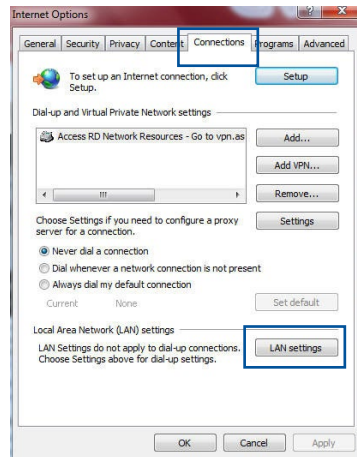 Internet Options
General Security Privacy Content Connections Programs Advanced
To set up an Internet connection, click
Setup.
Setup
Dial-up and Virtual Private Network settings
Access RD Network Resources - Go to vpn.as
Add...
Add VPN...
Remove...
Choose Settings if you need to configure a proxy
server for a connection.
Settings
Never dial a connection
Dial whenever a network connection is not present
Always dial my default connection
Current None
Set default
Local Area Network (LAN) settings
LAN Settings do not apply to dial-up connections.
Choose Settings above for dial-up settings.
LAN settings
OK Cancel Apply